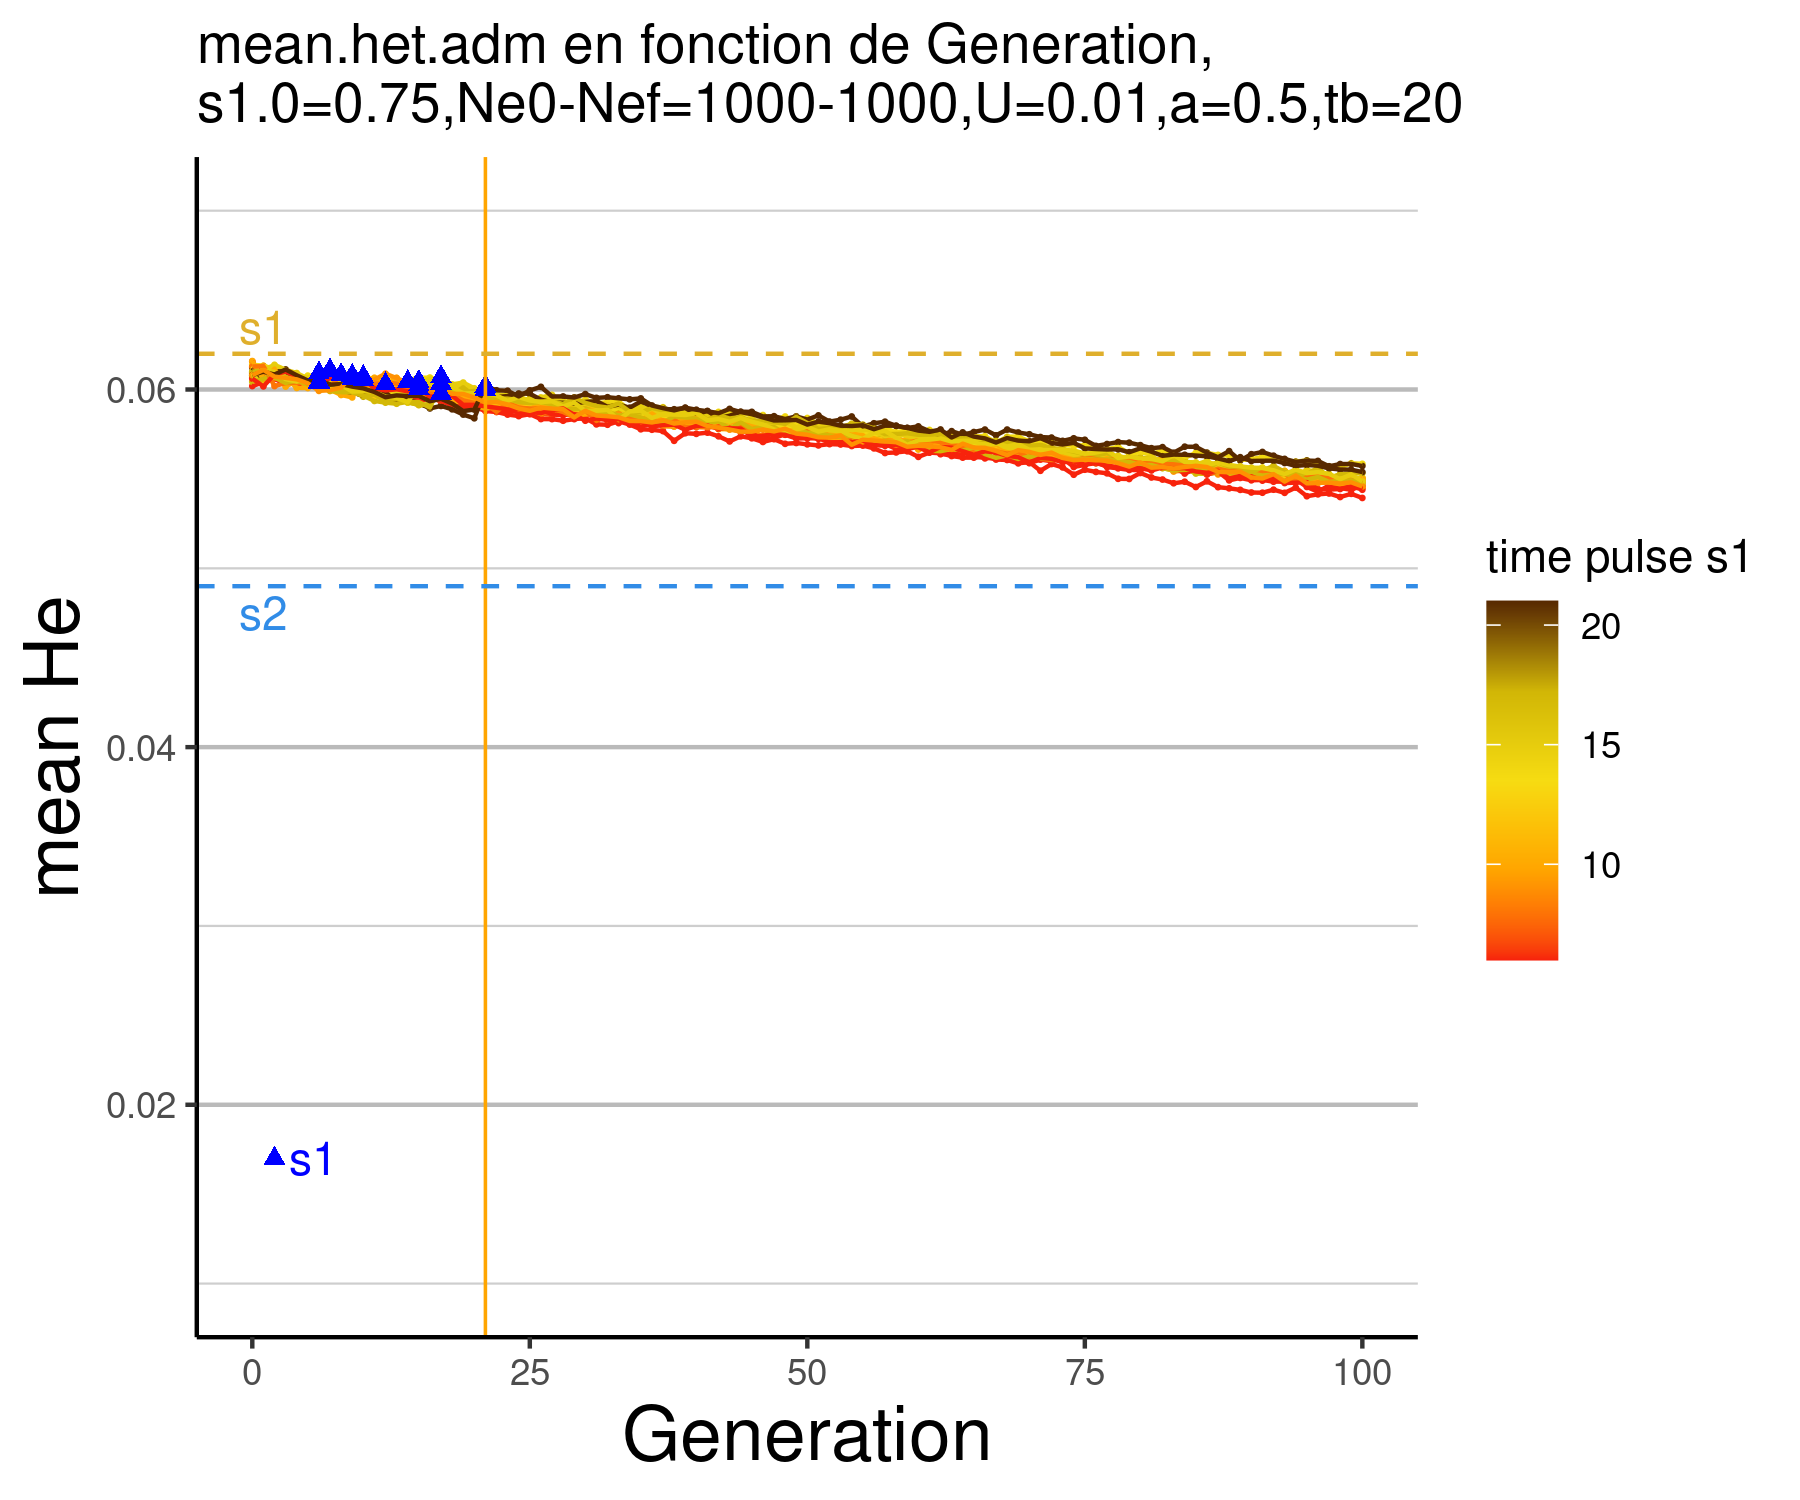 mean.het.adm en fonction de Generation,
s1.0=0.75,Ne0-Nef=1000-1000,U=0.01,a=0.5,tb=20
s1
0.06
s2
mean He
0.04
0.02
s1
0
25
50
75
100
Generation
time pulse s1
20
15
10